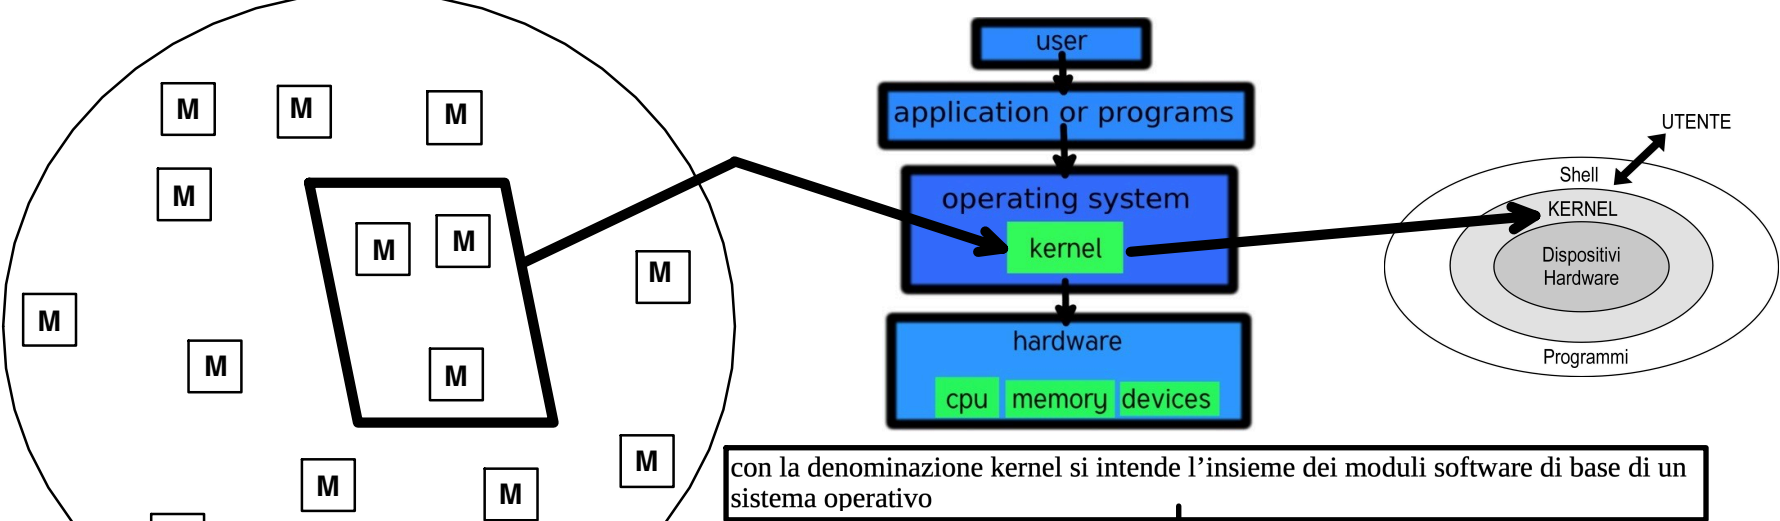 M
M
M
M
M
M
M
M
M
M
M
M
M
user
application or programs
operating system
kernel
hardware
cpu
memory
devices
UTENTE
Shell
KERNEL
Dispositivi
Hardware
Programmi
con la denominazione kernel si intende l’insieme dei moduli software di base di un
sistema operativo